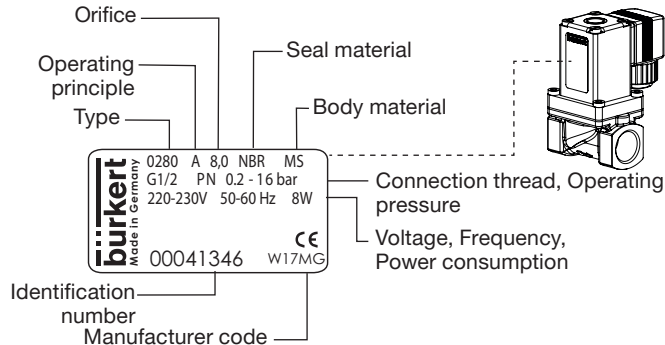 Orifice
Seal material
Operating
principle
Body material
Type
0280 A 8,0 NBR MS
G1/2 PN 0.2 - 16 bar
220-230V 50-60 Hz 8W
bürkert
Made in Germany
CE
00041346 W17MG
Connection thread, Operating
pressure
Voltage, Frequency,
Power consumption
Identification
number
Manufacturer code